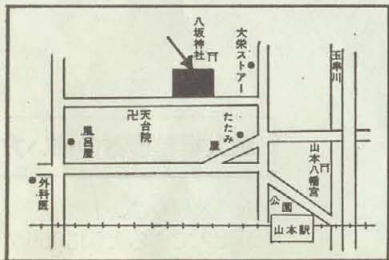 八坂神社
大栄ストアー
玉串川
卍天台院
たたみ屋
風呂屋
山本八幡宮
外科医
公園
山本駅